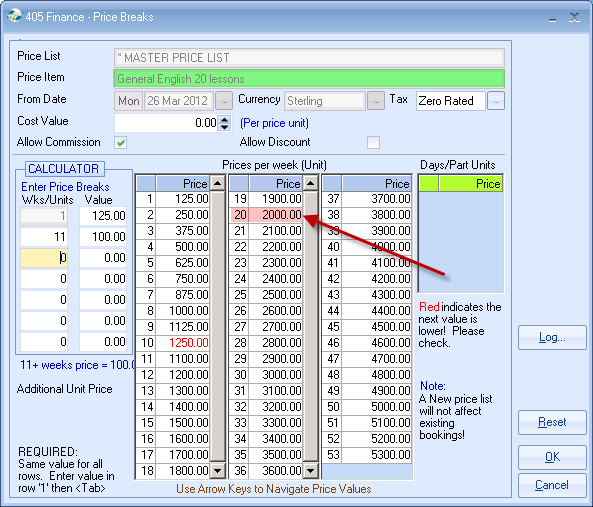 405 Finance - Price Breaks
Price List
* MASTER PRICE LIST
Price Item
General English 20 lessons
From Date
Mon
26 Mar 2012
...
Currency
Sterling
...
Tax
Zero Rated
...
Cost Value
0.00
(Per price unit)
Allow Commission
Allow Discount
CALCULATOR
Enter Price Breaks
Wks/Units Value
1 125.00
11 100.00
0 0.00
0 0.00
0 0.00
0 0.00
0 0.00
11+ weeks price = 100.0
Additional Unit Price
REQUIRED:
Same value for all
rows. Enter value in
row '1' then <Tab>
Prices per week (Unit)
Price
1 125.00
2 250.00
3 375.00
4 500.00
5 625.00
6 750.00
7 875.00
8 1000.00
9 1125.00
10 1250.00
11 1100.00
12 1200.00
13 1300.00
14 1400.00
15 1500.00
16 1600.00
17 1700.00
18 1800.00
Price
19 1900.00
20 2000.00
21 2100.00
22 2200.00
23 2300.00
24 2400.00
25 2500.00
26 2600.00
27 2700.00
28 2800.00
29 2900.00
30 3000.00
31 3100.00
32 3200.00
33 3300.00
34 3400.00
35 3500.00
36 3600.00
Price
37 3700.00
38 3800.00
39 3900.00
40 4000.00
41 4100.00
42 4200.00
43 4300.00
44 4400.00
45 4500.00
46 4600.00
47 4700.00
48 4800.00
49 4900.00
50 5000.00
51 5100.00
52 5200.00
53 5300.00
Use Arrow Keys to Navigate Price Values
Days/Part Units
Price
Red indicates the
next value is
lower! Please
check.
Note:
A New price list
will not affect
existing
bookings!
Log...
Reset
OK
Cancel